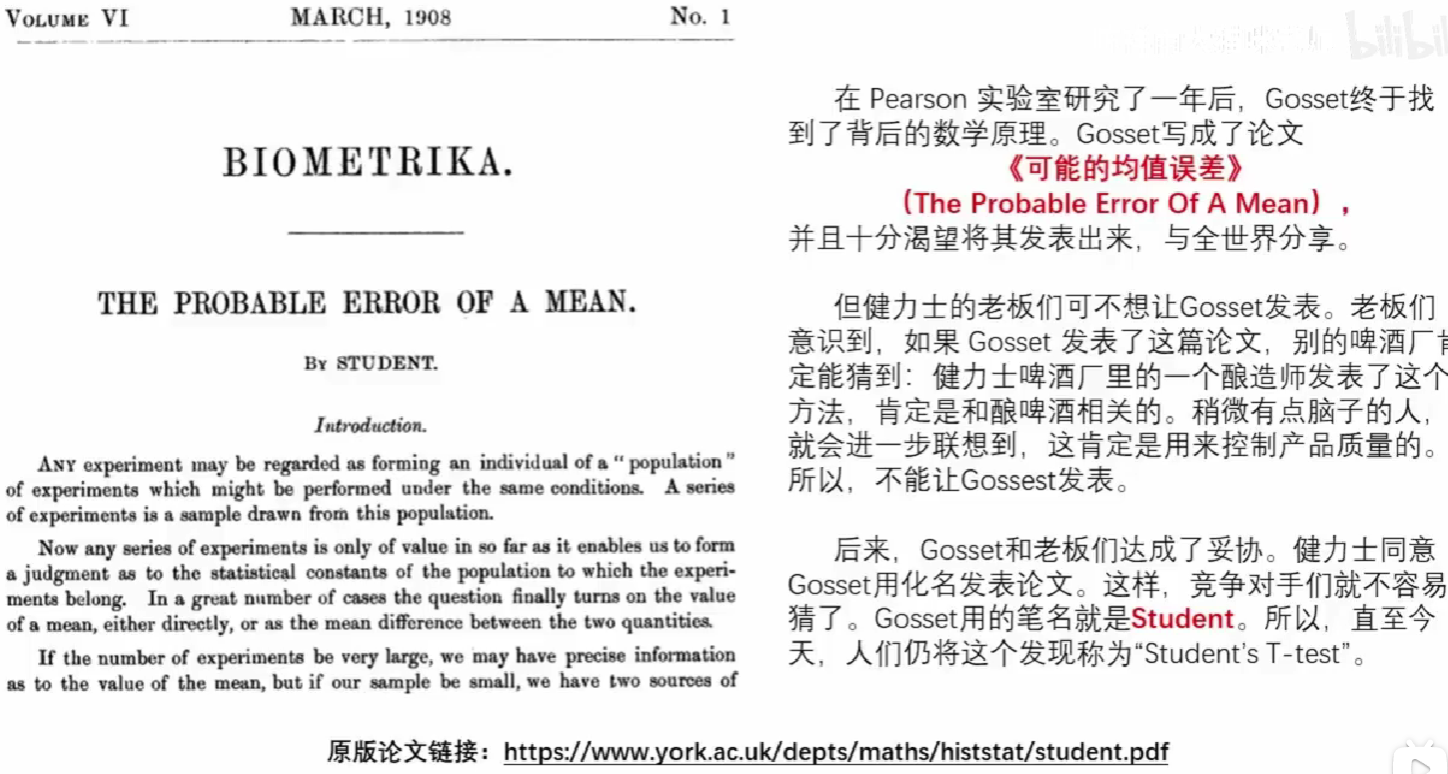 VOLUME VI MARCH, 1908 No. 1
BIOMETRIKA.
THE PROBABLE ERROR OF A MEAN.
BY STUDENT.
Introduction.
ANY experiment may be regarded as forming an individual of a “population”
of experiments which might be performed under the same conditions. A series
of experiments is a sample drawn from this population.
Now any series of experiments is only of value in so far as it enables us to form
a judgment as to the statistical constants of the population to which the experi-
ments belong. In a great number of cases the question finally turns on the value
of a mean, either directly, or as the mean difference between the two quantities.
If the number of experiments be very large, we may have precise information
as to the value of the mean, but if our sample be small, we have two sources of
bilibili
在 Pearson 实验室研究了一年后，Gosset终于找
到了背后的数学原理。Gosset写成了论文
《可能的均值误差》
（The Probable Error Of A Mean），
并且十分渴望将其发表出来，与全世界分享。
但健力士的老板们可不想让Gosset发表。老板们
意识到，如果 Gosset 发表了这篇论文，别的啤酒厂肯
定能猜到：健力士啤酒厂里的一个酿造师发表了这个
方法，肯定是和酿啤酒相关的。稍微有点脑子的人，
就会进一步联想到，这肯定是用来控制产品质量的。
所以，不能让Gossest发表。
后来，Gosset和老板们达成了妥协。健力士同意
Gosset用化名发表论文。这样，竞争对手们就不容易
猜了。Gosset用的笔名就是Student。所以，直至今
天，人们仍将这个发现称为“Student's T-test”。
原版论文链接：https://www.york.ac.uk/depts/maths/histstat/student.pdf